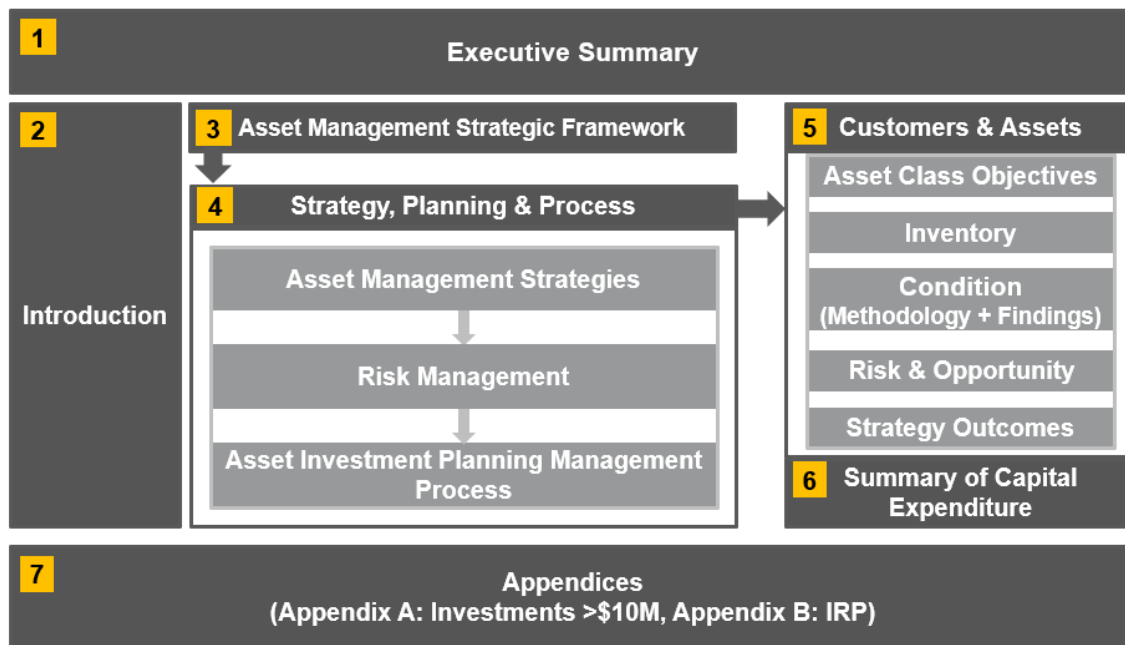 1
Executive Summary
2
Introduction
3
Asset Management Strategic Framework
4
Strategy, Planning & Process
Asset Management Strategies
Risk Management
Asset Investment Planning Management
Process
5
Customers & Assets
Asset Class Objectives
Inventory
Condition
(Methodology + Findings)
Risk & Opportunity
Strategy Outcomes
6
Summary of Capital
Expenditure
7
Appendices
(Appendix A: Investments >$10M, Appendix B: IRP)